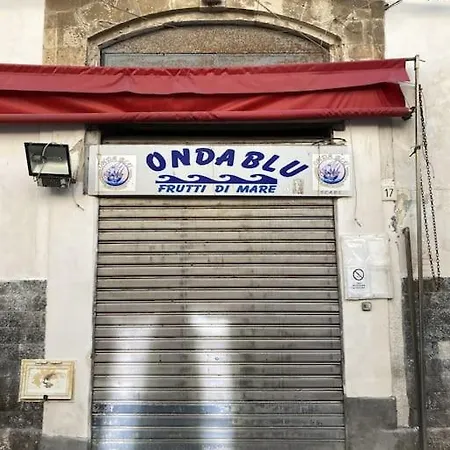 ONDA BLU
FRUTTI DI MARE
17